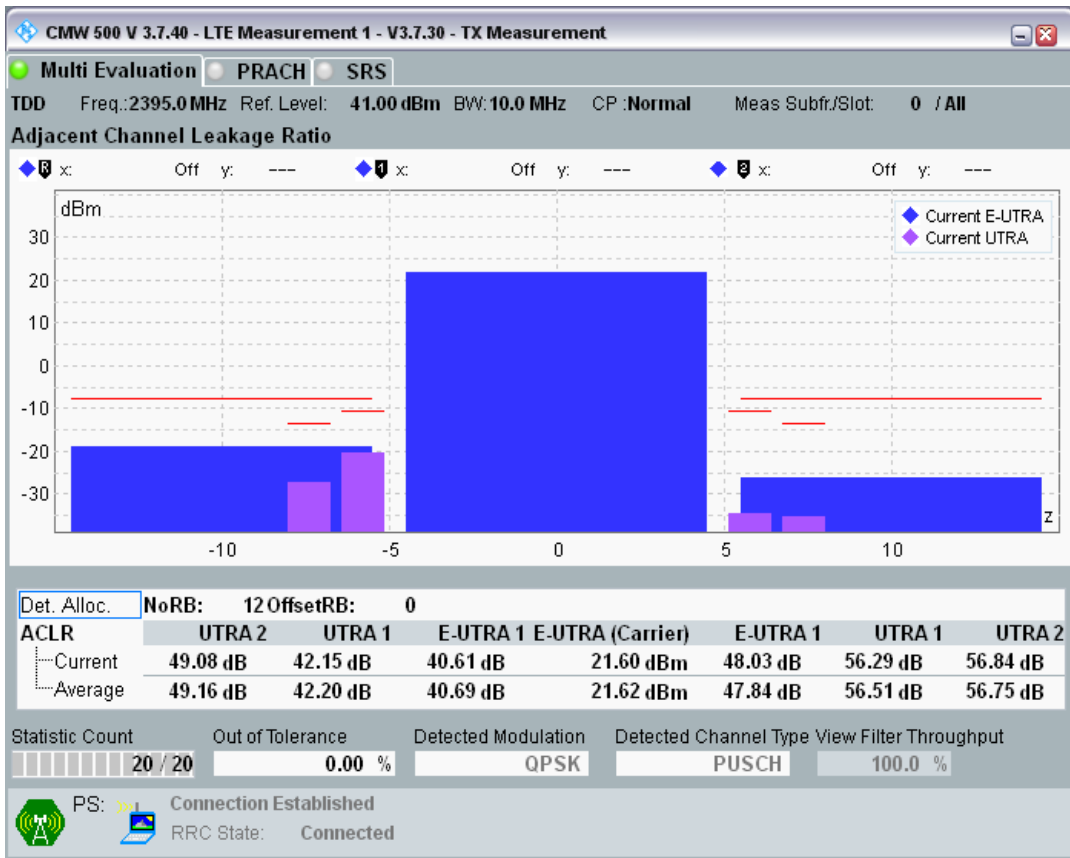 CMW 500 V 3.7.40 - LTE Measurement 1 - V3.7.30 - TX Measurement
Multi Evaluation PRACH SRS
TDD Freq.:2395.0 MHz Ref. Level: 41.00 dBm BW:10.0 MHz CP :Normal Meas Subfr./Slot: 0 / All
Adjacent Channel Leakage Ratio
R x: Off y: --- 1 x: Off y: --- 2 x: Off y: ---
dBm
Current E-UTRA
Current UTRA
30
20
10
0
-10
-20
-30
z
-10 -5 0 5 10
Det. Alloc. NoRB: 12 OffsetRB: 0
ACLR UTRA 2 UTRA 1 E-UTRA 1 E-UTRA (Carrier) E-UTRA 1 UTRA 1 UTRA 2
Current 49.08 dB 42.15 dB 40.61 dB 21.60 dBm 48.03 dB 56.29 dB 56.84 dB
Average 49.16 dB 42.20 dB 40.69 dB 21.62 dBm 47.84 dB 56.51 dB 56.75 dB
Statistic Count Out of Tolerance Detected Modulation Detected Channel Type View Filter Throughput
20 / 20 0.00 % QPSK PUSCH 100.0 %
PS: Connection Established
RRC State: Connected